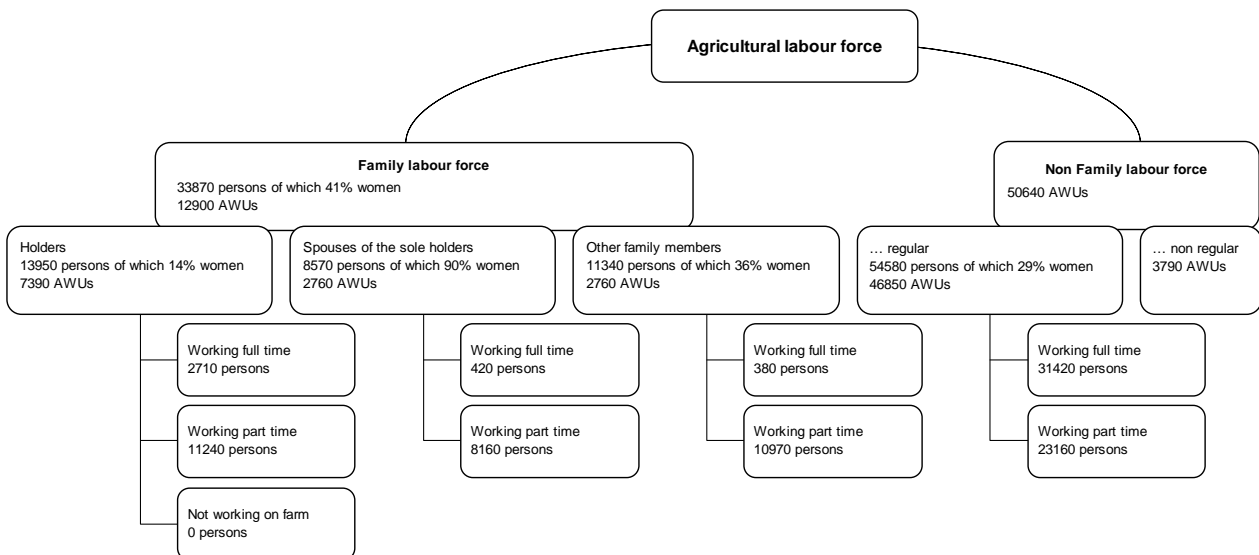 Agricultural labour force
Family labour force
33870 persons of which 41% women
12900 AWUs
Non Family labour force
50640 AWUs
Holders
13950 persons of which 14% women
7390 AWUs
Spouses of the sole holders
8570 persons of which 90% women
2760 AWUs
Other family members
11340 persons of which 36% women
2760 AWUs
... regular
54580 persons of which 29% women
46850 AWUs
... non regular
3790 AWUs
Working full time
2710 persons
Working full time
420 persons
Working full time
380 persons
Working full time
31420 persons
Working part time
11240 persons
Working part time
8160 persons
Working part time
10970 persons
Working part time
23160 persons
Not working on farm
0 persons